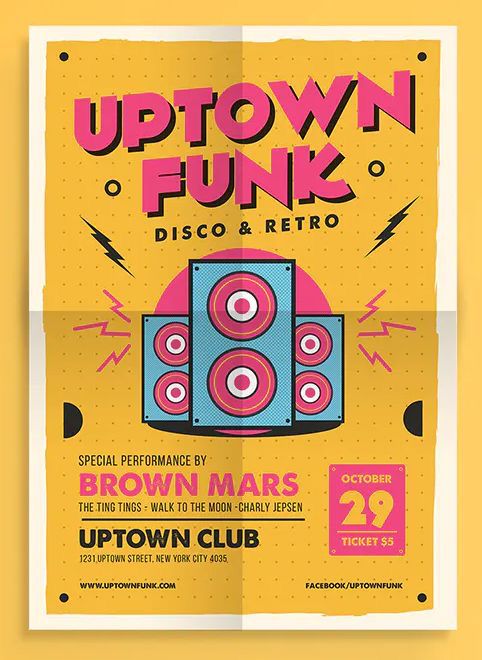 UPTOWN
FUNK
DISCO & RETRO
SPECIAL PERFORMANCE BY
BROWN MARS
THE TING TINGS - WALK TO THE MOON -CHARLY JEPSEN
UPTOWN CLUB
1231,UPTOWN STREET, NEW YORK CITY 4035,
OCTOBER
29
TICKET $5
WWW.UPTOWNFUNK.COM
FACEBOOK/UPTOWNFUNK